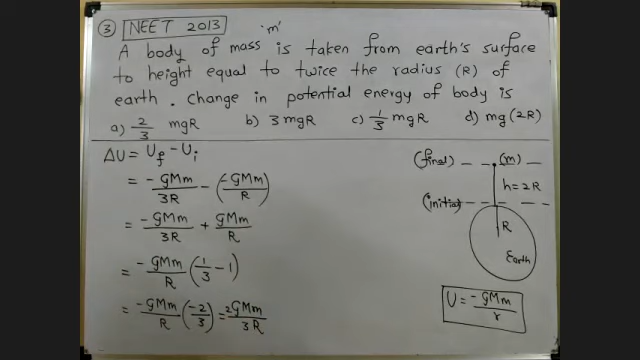 ③ NEET 2013
'm'
A body of mass is taken from earth's surface
to height equal to twice the radius (R) of
earth. Change in potential energy of body is
a) 2/3 mgR b) 3mgR c) 1/3 mgR d) mg(2R)
ΔU = U_f - U_i
= -GMm/3R - (-GMm/R)
= -GMm/3R + GMm/R
= -GMm/R (1/3 - 1)
= -GMm/R (-2/3) = 2GMm/3R
(final) (m)
h=2R
(initial)
R
Earth
U = -GMm/r